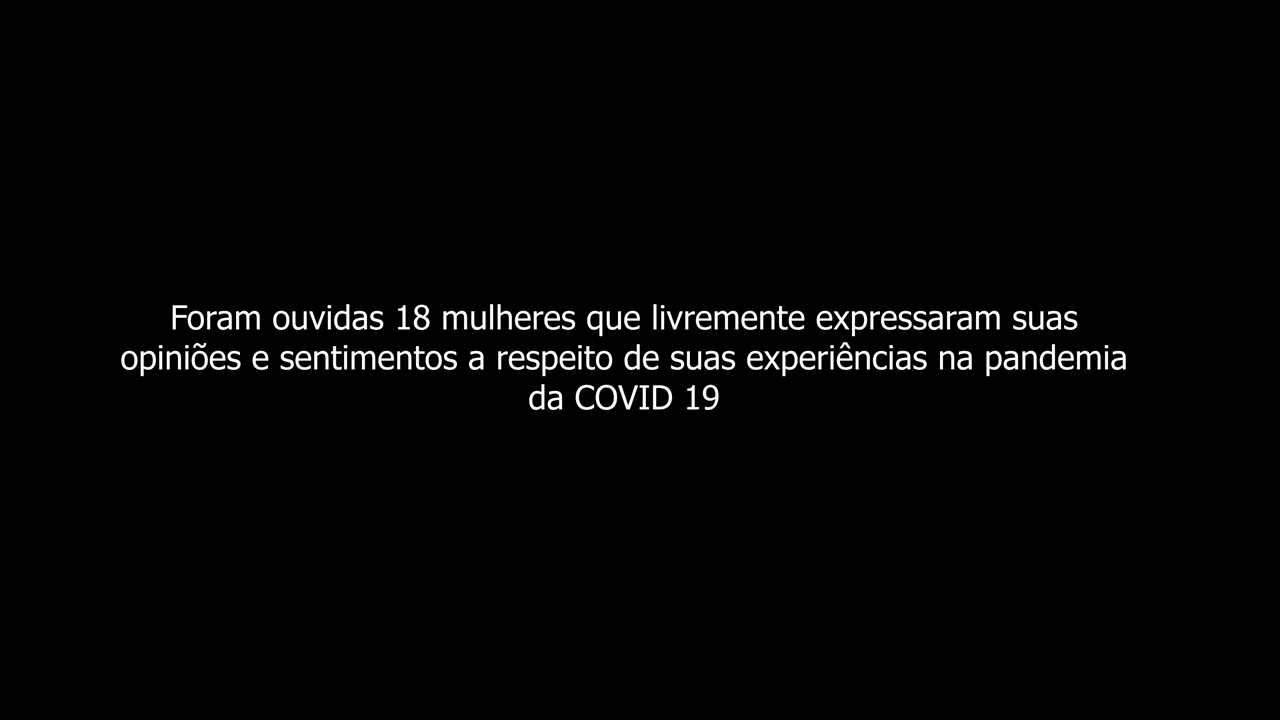 Foram ouvidas 18 mulheres que livremente expressaram suas
opiniões e sentimentos a respeito de suas experiências na pandemia
da COVID 19